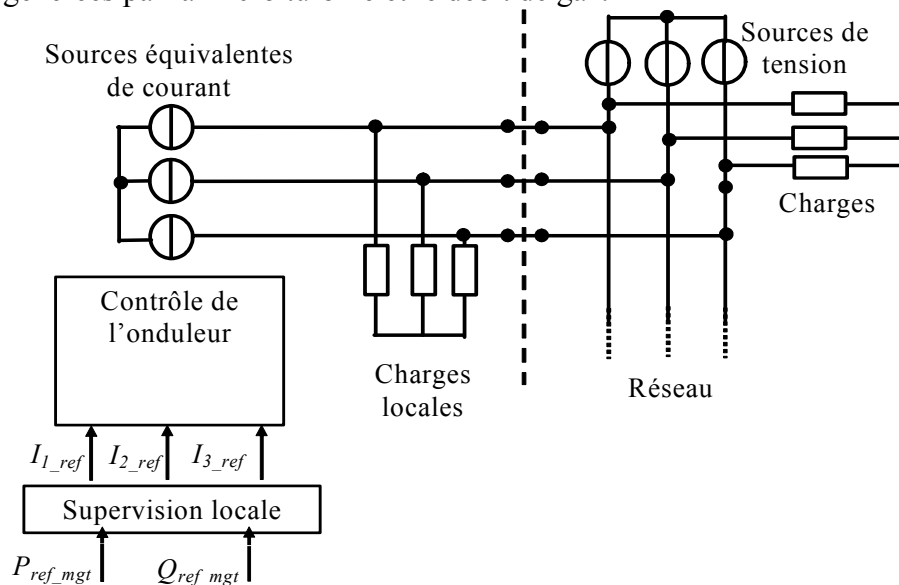 Sources équivalentes
de courant
Sources de
tension
Charges
Contrôle de
l’onduleur
Charges
locales
Réseau
I1_ref I2_ref I3_ref
Supervision locale
Pref_mgt Qref_mgt